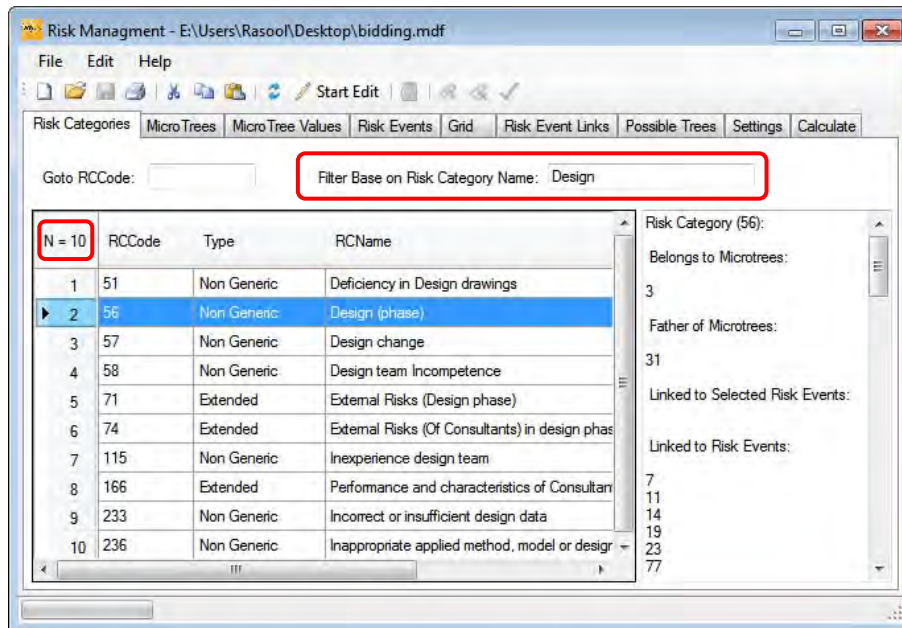 Risk Managment - E:\Users\Rasool\Desktop\bidding.mdf
File Edit Help
Start Edit
Risk Categories MicroTrees MicroTree Values Risk Events Grid Risk Event Links Possible Trees Settings Calculate
Goto RCCode: Filter Base on Risk Category Name: Design
N = 10 RCCode Type RCName
1 51 Non Generic Deficiency in Design drawings
2 56 Non Generic Design (phase)
3 57 Non Generic Design change
4 58 Non Generic Design team Incompetence
5 71 Extended External Risks (Design phase)
6 74 Extended External Risks (Of Consultants) in design phas
7 115 Non Generic Inexperience design team
8 166 Extended Performance and characteristics of Consultan
9 233 Non Generic Incorrect or insufficient design data
10 236 Non Generic Inappropriate applied method, model or desigr
Risk Category (56):
Belongs to Microtrees:
3
Father of Microtrees:
31
Linked to Selected Risk Events:
Linked to Risk Events:
7
11
14
19
23
77